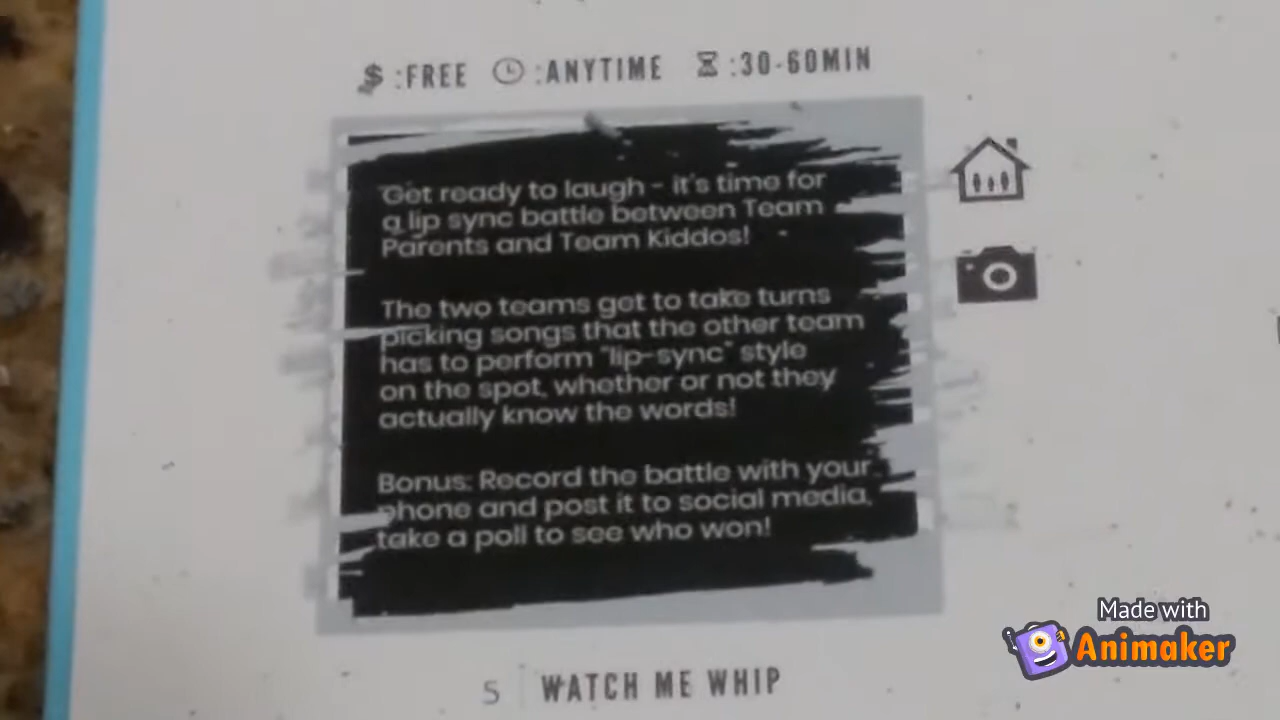 $ :FREE :ANYTIME :30-60MIN
Get ready to laugh - it's time for
a lip sync battle between Team
Parents and Team Kiddos!
The two teams get to take turns
picking songs that the other team
has to perform "lip-sync" style
on the spot, whether or not they
actually know the words!
Bonus: Record the battle with your
phone and post it to social media,
take a poll to see who won!
5 WATCH ME WHIP
Made with
Animaker